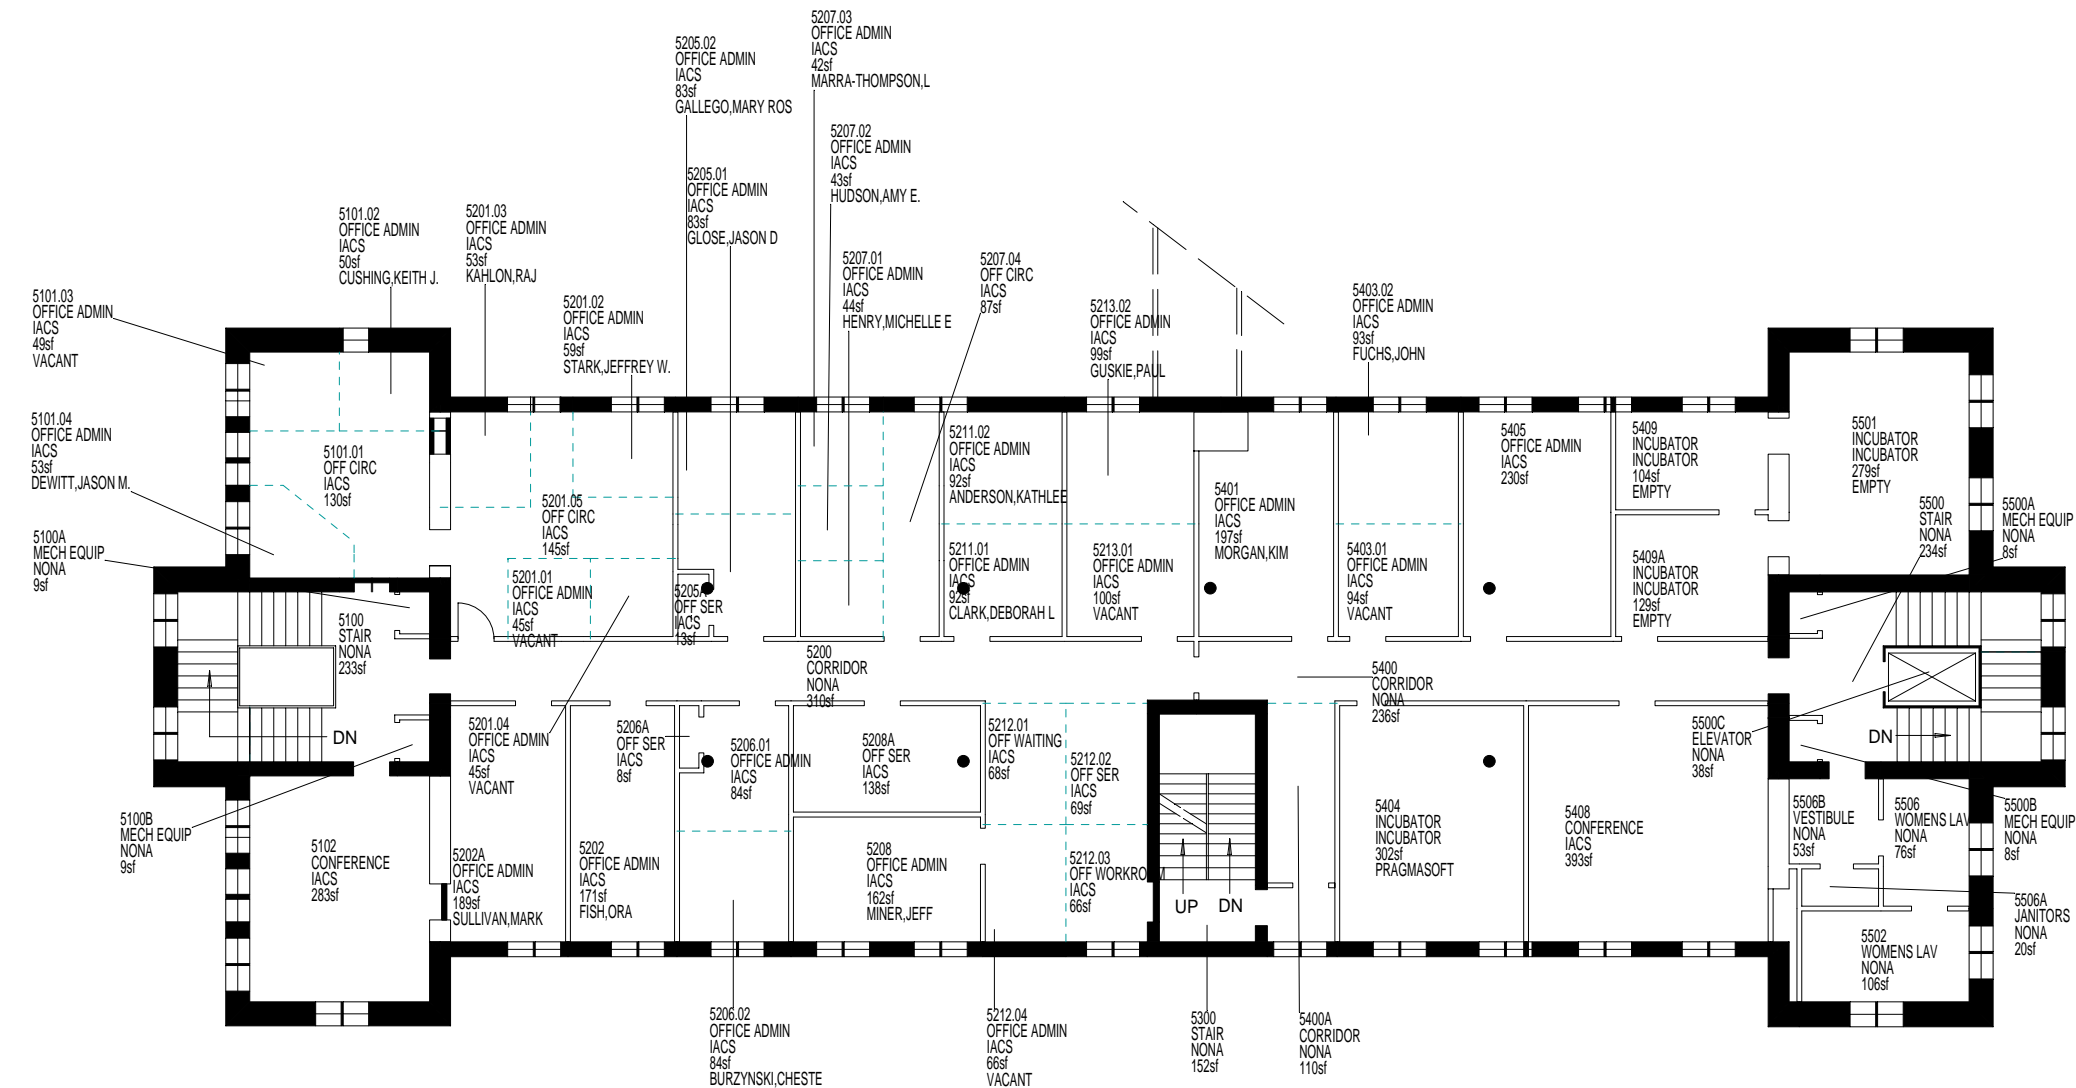 5207.03
OFFICE ADMIN
IACS
42sf
MARRA-THOMPSON,L
5205.02
OFFICE ADMIN
IACS
83sf
GALLEGO,MARY ROS
5207.02
OFFICE ADMIN
IACS
43sf
HUDSON,AMY E.
5205.01
OFFICE ADMIN
IACS
83sf
GLOSE,JASON D
5101.02
OFFICE ADMIN
IACS
50sf
CUSHING,KEITH J.
5201.03
OFFICE ADMIN
IACS
53sf
KAHLON,RAJ
5207.01
OFFICE ADMIN
IACS
44sf
HENRY,MICHELLE E
5207.04
OFF CIRC
IACS
87sf
5101.03
OFFICE ADMIN
IACS
49sf
VACANT
5201.02
OFFICE ADMIN
IACS
59sf
STARK,JEFFREY W.
5213.02
OFFICE ADMIN
IACS
99sf
GUSKIE,PAUL
5403.02
OFFICE ADMIN
IACS
93sf
FUCHS,JOHN
5101.04
OFFICE ADMIN
IACS
53sf
DEWITT,JASON M.
5101.01
OFF CIRC
IACS
130sf
5201.05
OFF CIRC
IACS
145sf
5211.02
OFFICE ADMIN
IACS
92sf
ANDERSON,KATHLEE
5401
OFFICE ADMIN
IACS
197sf
MORGAN,KIM
5405
OFFICE ADMIN
IACS
230sf
5409
INCUBATOR
INCUBATOR
104sf
EMPTY
5501
INCUBATOR
INCUBATOR
279sf
EMPTY
5500
STAIR
NONA
234sf
5500A
MECH EQUIP
NONA
8sf
5100A
MECH EQUIP
NONA
9sf
5201.01
OFFICE ADMIN
IACS
45sf
VACANT
5205A
OFF SER
IACS
13sf
5211.01
OFFICE ADMIN
IACS
92sf
CLARK,DEBORAH L
5213.01
OFFICE ADMIN
IACS
100sf
VACANT
5403.01
OFFICE ADMIN
IACS
94sf
VACANT
5409A
INCUBATOR
INCUBATOR
129sf
EMPTY
5100
STAIR
NONA
233sf
5200
CORRIDOR
NONA
310sf
5400
CORRIDOR
NONA
236sf
DN
5201.04
OFFICE ADMIN
IACS
45sf
VACANT
5206A
OFF SER
IACS
8sf
5206.01
OFFICE ADMIN
IACS
84sf
5208A
OFF SER
IACS
138sf
5212.01
OFF WAITING
IACS
68sf
5212.02
OFF SER
IACS
69sf
5500C
ELEVATOR
NONA
38sf
DN
5100B
MECH EQUIP
NONA
9sf
5102
CONFERENCE
IACS
283sf
5202A
OFFICE ADMIN
IACS
189sf
SULLIVAN,MARK
5202
OFFICE ADMIN
IACS
171sf
FISH,ORA
5208
OFFICE ADMIN
IACS
162sf
MINER,JEFF
5212.03
OFF WORKROOM
IACS
66sf
UP
DN
5404
INCUBATOR
INCUBATOR
302sf
PRAGMASOFT
5408
CONFERENCE
IACS
393sf
5506B
VESTIBULE
NONA
53sf
5506
WOMENS LAV
NONA
76sf
5500B
MECH EQUIP
NONA
8sf
5506A
JANITORS
NONA
20sf
5502
WOMENS LAV
NONA
106sf
5206.02
OFFICE ADMIN
IACS
84sf
BURZYNSKI,CHESTE
5212.04
OFFICE ADMIN
IACS
66sf
VACANT
5300
STAIR
NONA
152sf
5400A
CORRIDOR
NONA
110sf